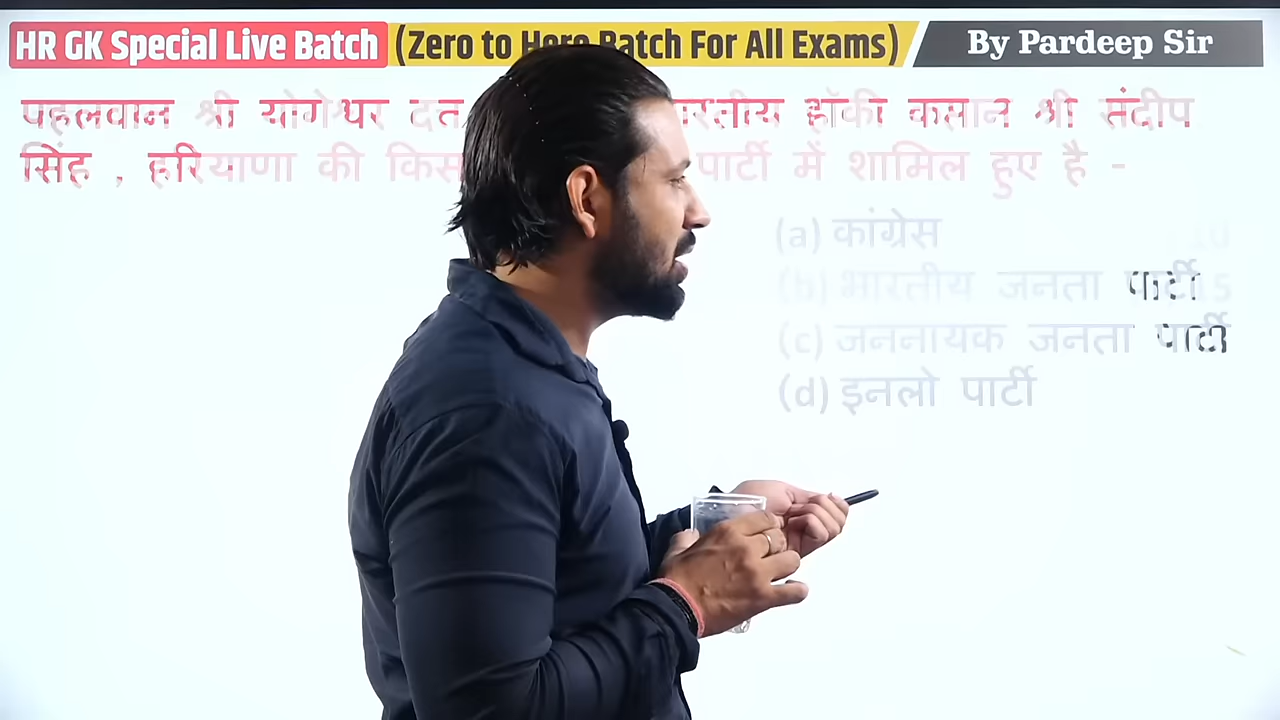 HR GK Special Live Batch (Zero to Hero Batch For All Exams) By Pardeep Sir
पहलवान श्री योगेश्वर दत्त हॉकी कप्तान श्री संदीप
सिंह , हरियाणा की किस पार्टी में शामिल हुए है -
(a) कांग्रेस
(b) भारतीय जनता पार्टी
(c) जननायक जनता पार्टी
(d) इनलो पार्टी